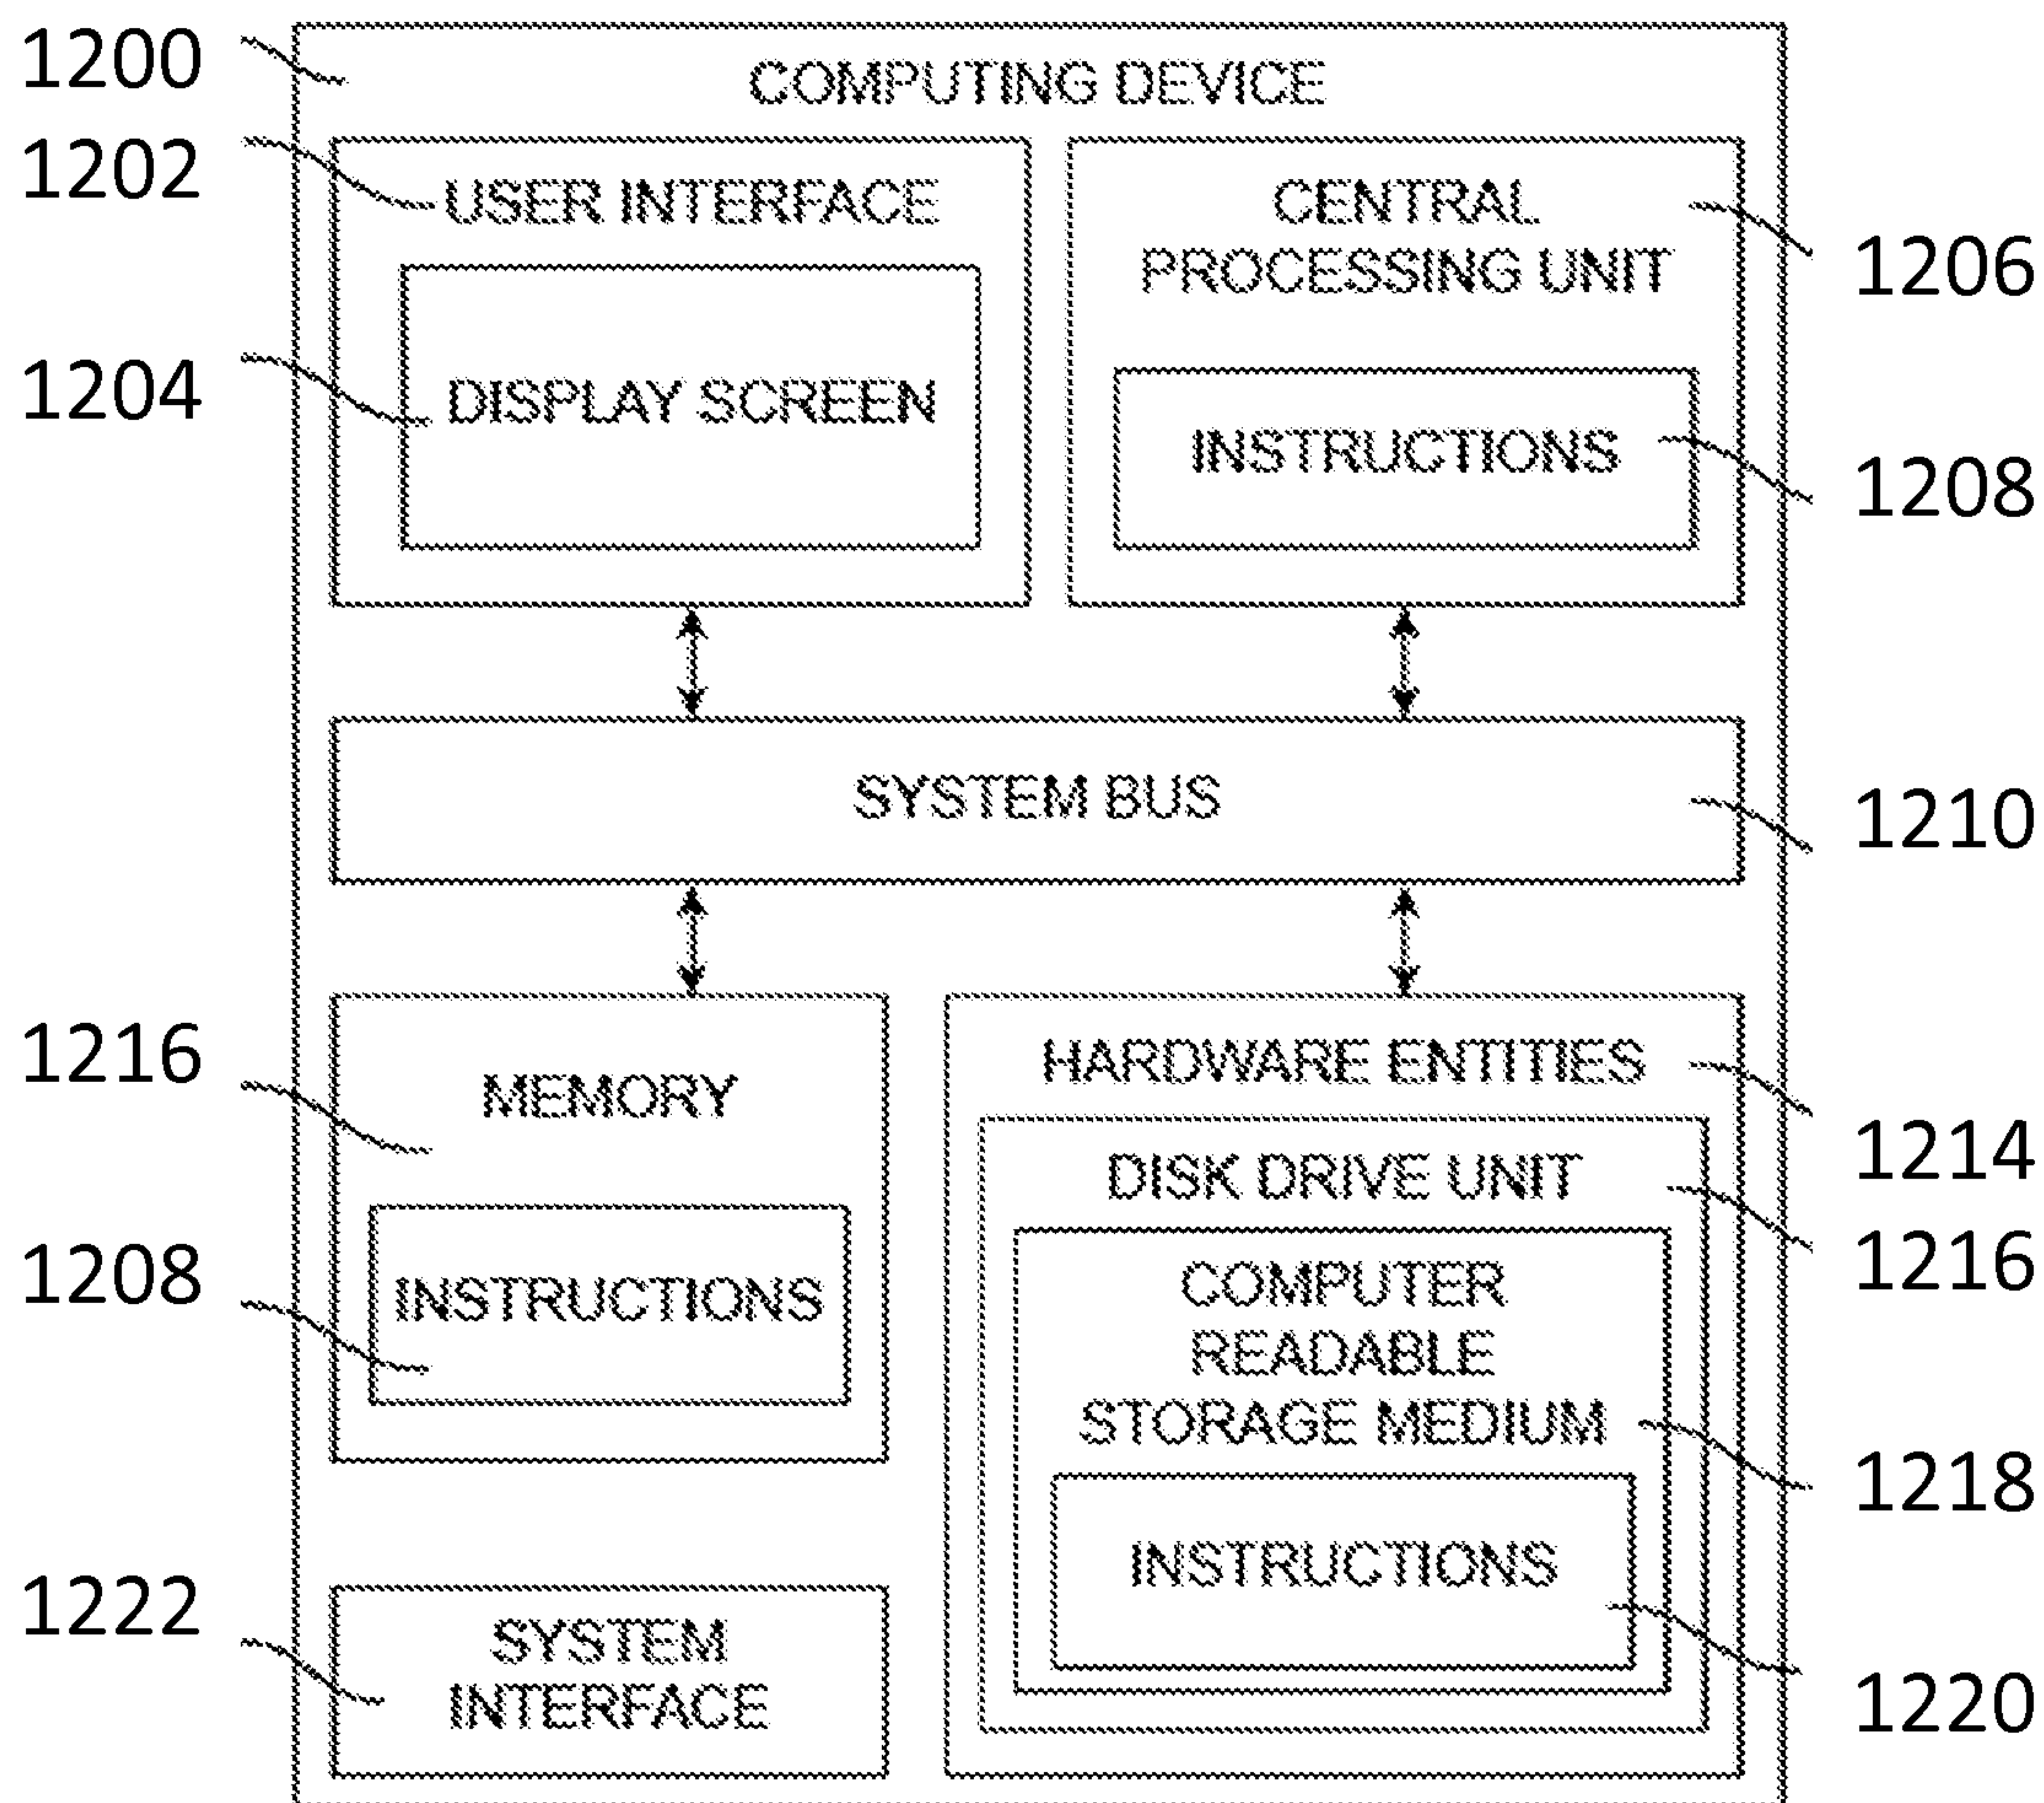 1200
COMPUTING DEVICE
1202
USER INTERFACE
1204
DISPLAY SCREEN
CENTRAL
PROCESSING UNIT
1206
INSTRUCTIONS
1208
SYSTEM BUS
1210
1216
MEMORY
1208
INSTRUCTIONS
1222
SYSTEM
INTERFACE
HARDWARE ENTITIES
1214
DISK DRIVE UNIT
1216
COMPUTER
READABLE
STORAGE MEDIUM
1218
INSTRUCTIONS
1220